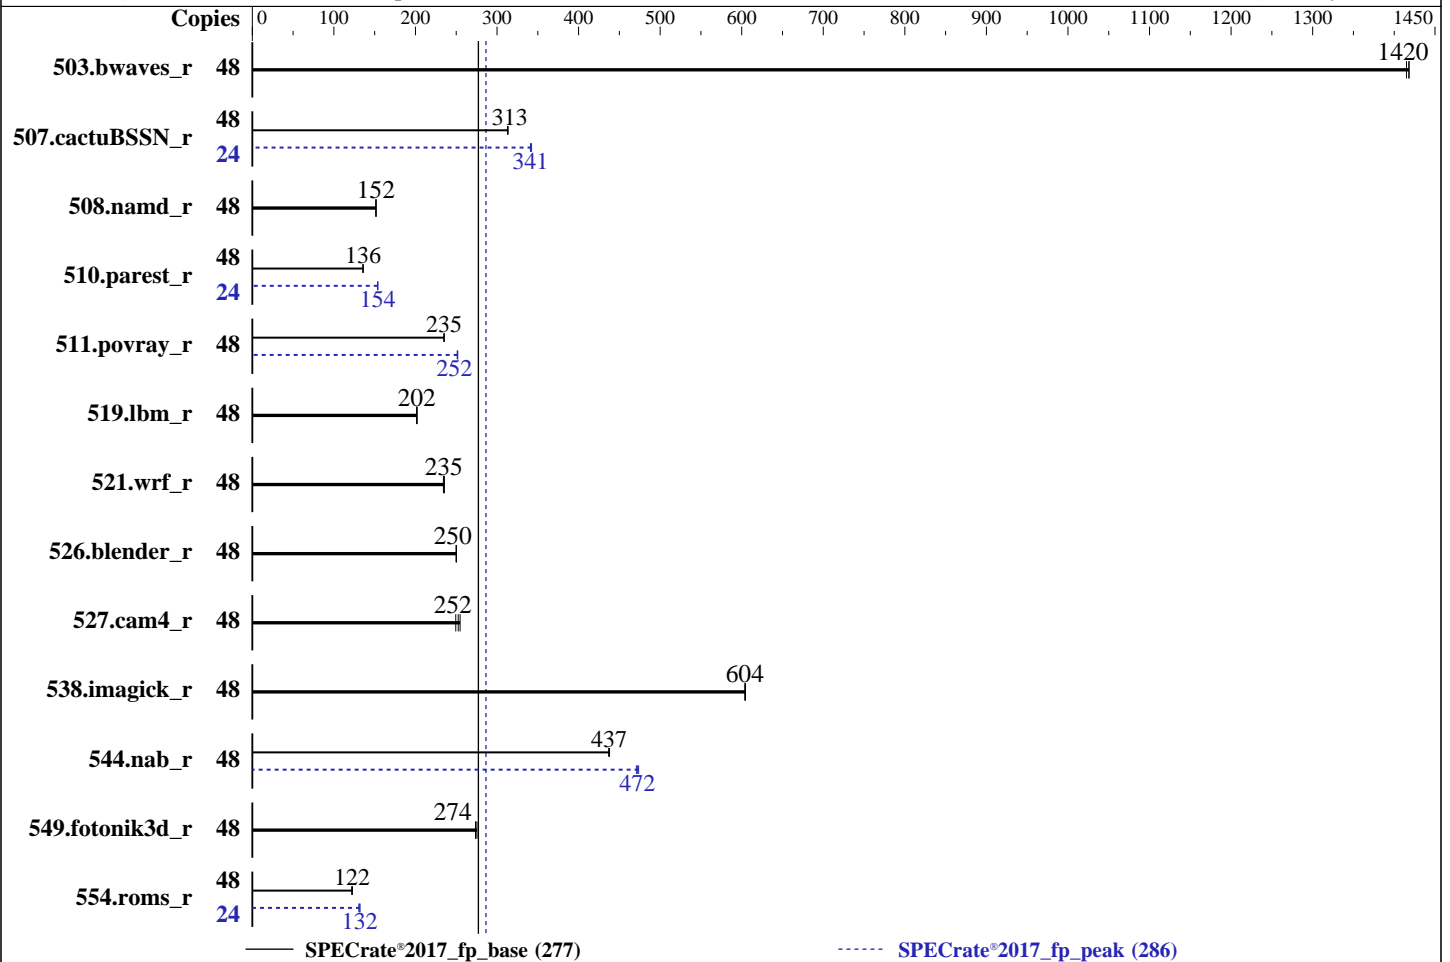 Copies 0 100 200 300 400 500 600 700 800 900 1000 1100 1200 1300 1450
503.bwaves_r 48 1420
507.cactuBSSN_r 48 313
24 341
508.namd_r 48 152
510.parest_r 48 136
24 154
511.povray_r 48 235
252
519.lbm_r 48 202
521.wrf_r 48 235
526.blender_r 48 250
527.cam4_r 48 252
538.imagick_r 48 604
544.nab_r 48 437
472
549.fotonik3d_r 48 274
554.roms_r 48 122
24 132
SPECrate®2017_fp_base (277) SPECrate®2017_fp_peak (286)